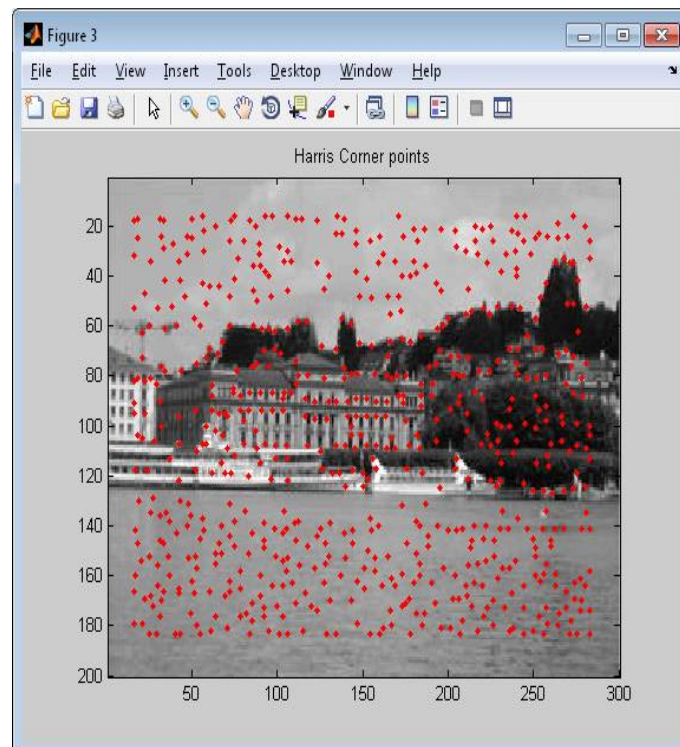 Figure 3
File Edit View Insert Tools Desktop Window Help
Harris Corner points
20
40
60
80
100
120
140
160
180
200
50 100 150 200 250 300